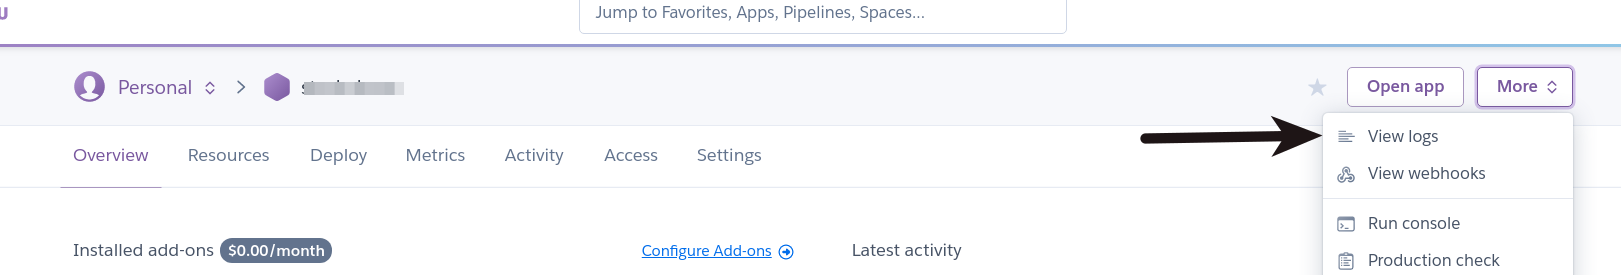 Jump to Favorites, Apps, Pipelines, Spaces...
Personal
Open app
More
View logs
View webhooks
Run console
Production check
Overview
Resources
Deploy
Metrics
Activity
Access
Settings
Installed add-ons
$0.00/month
Configure Add-ons
Latest activity